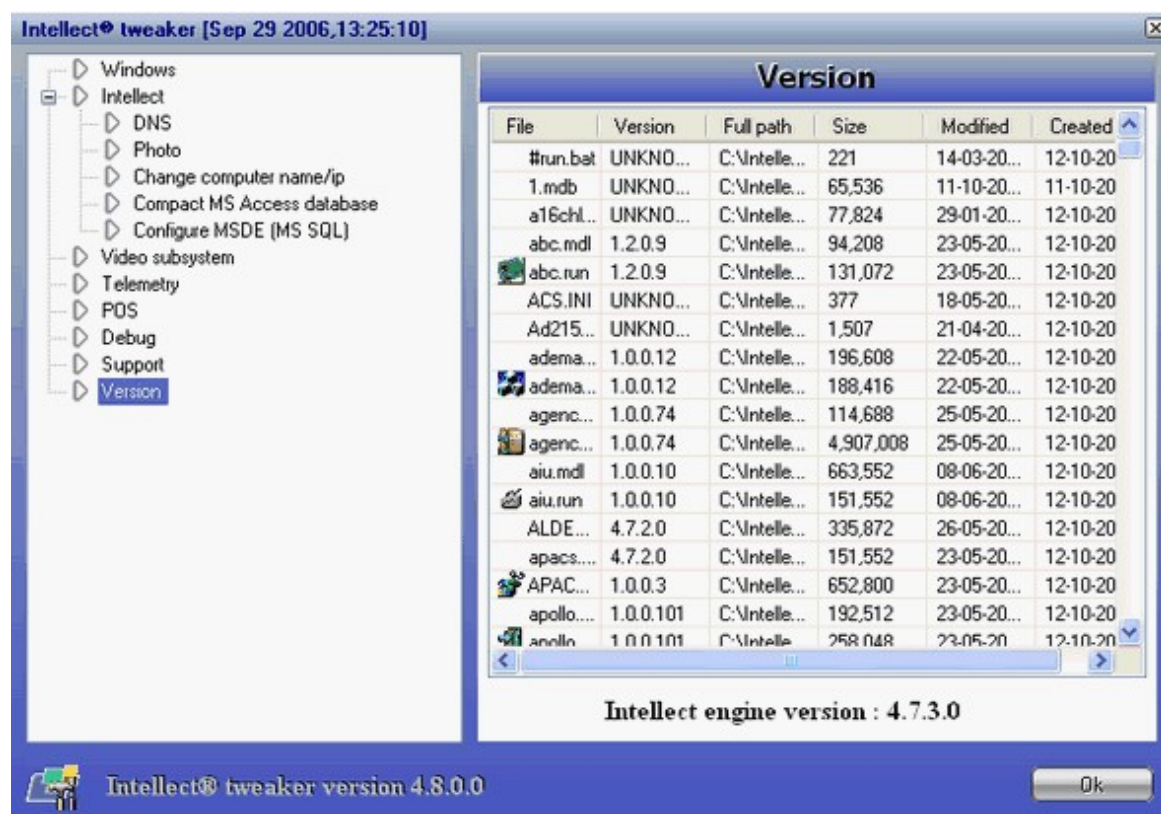 Intellect® tweaker [Sep 29 2006,13:25:10]
Windows
Intellect
DNS
Photo
Change computer name/ip
Compact MS Access database
Configure MSDE (MS SQL)
Video subsystem
Telemetry
POS
Debug
Support
Version
Version
File Version Full path Size Modified Created
#run.bat UNKNO... C:\Intelle... 221 14-03-20... 12-10-20
1.mdb UNKNO... C:\Intelle... 65,536 11-10-20... 11-10-20
a16chl... UNKNO... C:\Intelle... 77,824 29-01-20... 12-10-20
abc.mdl 1.2.0.9 C:\Intelle... 94,208 23-05-20... 12-10-20
abc.run 1.2.0.9 C:\Intelle... 131,072 23-05-20... 12-10-20
ACS.INI UNKNO... C:\Intelle... 377 18-05-20... 12-10-20
Ad215... UNKNO... C:\Intelle... 1,507 21-04-20... 12-10-20
adema... 1.0.0.12 C:\Intelle... 196,608 22-05-20... 12-10-20
adema... 1.0.0.12 C:\Intelle... 188,416 22-05-20... 12-10-20
agenc... 1.0.0.74 C:\Intelle... 114,688 25-05-20... 12-10-20
agenc... 1.0.0.74 C:\Intelle... 4,907,008 25-05-20... 12-10-20
aiu.mdl 1.0.0.10 C:\Intelle... 663,552 08-06-20... 12-10-20
aiu.run 1.0.0.10 C:\Intelle... 151,552 08-06-20... 12-10-20
ALDE... 4.7.2.0 C:\Intelle... 335,872 26-05-20... 12-10-20
apacs.... 4.7.2.0 C:\Intelle... 151,552 23-05-20... 12-10-20
APAC... 1.0.0.3 C:\Intelle... 652,800 23-05-20... 12-10-20
apollo.... 1.0.0.101 C:\Intelle... 192,512 23-05-20... 12-10-20
apollo 1.0.0.101 C:\Intelle 258,048 23-05-20 12-10-20
Intellect engine version : 4.7.3.0
Intellect® tweaker version 4.8.0.0
Ok